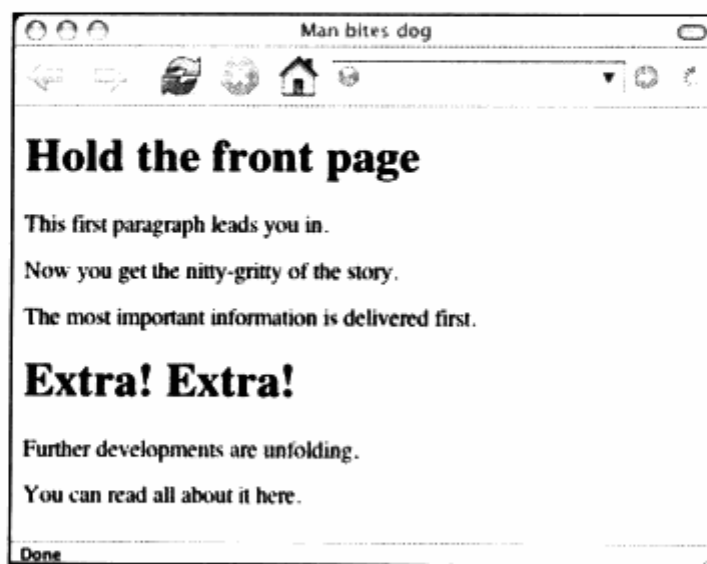 Man bites dog
Hold the front page
This first paragraph leads you in.
Now you get the nitty-gritty of the story.
The most important information is delivered first.
Extra! Extra!
Further developments are unfolding.
You can read all about it here.
Done